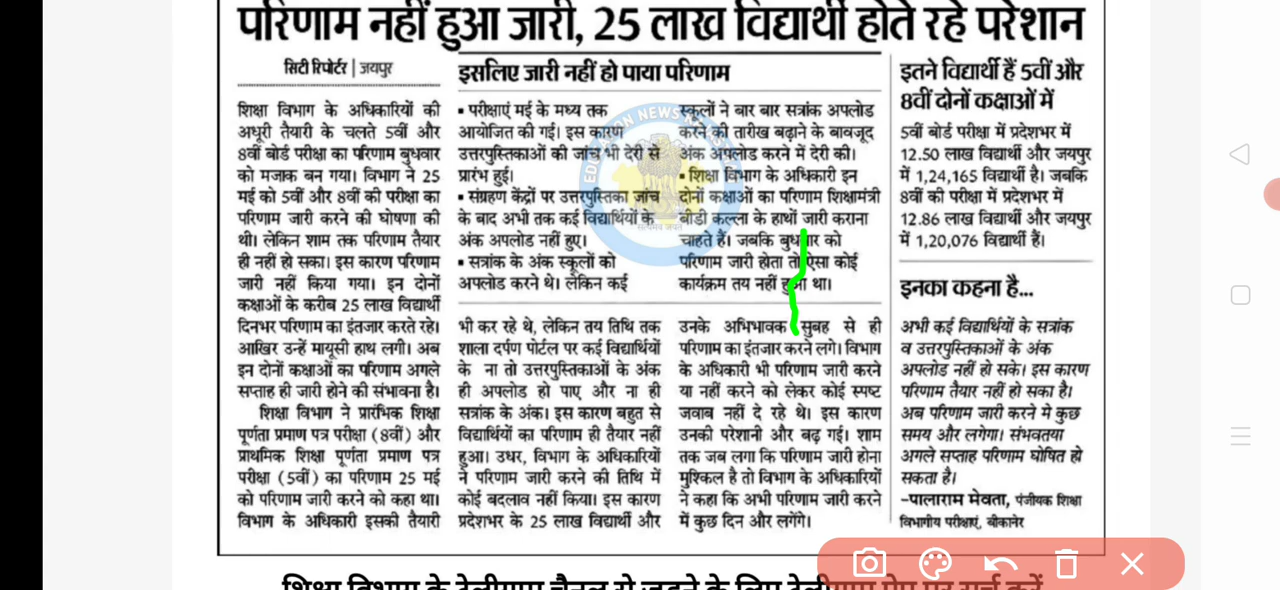 परिणाम नहीं हुआ जारी, 25 लाख विद्यार्थी होते रहे परेशान
सिटी रिपोर्टर | जयपुर
शिक्षा विभाग के अधिकारियों की
अधूरी तैयारी के चलते 5वीं और
8वीं बोर्ड परीक्षा का परिणाम बुधवार
को मजाक बन गया। विभाग ने 25
मई को 5वीं और 8वीं की परीक्षा का
परिणाम जारी करने की घोषणा की
थी। लेकिन शाम तक परिणाम तैयार
ही नहीं हो सका। इस कारण परिणाम
जारी नहीं किया गया। इन दोनों
कक्षाओं के करीब 25 लाख विद्यार्थी
दिनभर परिणाम का इंतजार करते रहे।
आखिर उन्हें मायूसी हाथ लगी। अब
इन दोनों कक्षाओं का परिणाम अगले
सप्ताह ही जारी होने की संभावना है।
शिक्षा विभाग ने प्रारंभिक शिक्षा
पूर्णता प्रमाण पत्र परीक्षा (8वीं) और
प्राथमिक शिक्षा पूर्णता प्रमाण पत्र
परीक्षा (5वीं) का परिणाम 25 मई
को परिणाम जारी करने को कहा था।
विभाग के अधिकारी इसकी तैयारी
इसलिए जारी नहीं हो पाया परिणाम
▪ परीक्षाएं मई के मध्य तक
आयोजित की गई। इस कारण
उत्तरपुस्तिकाओं की जांच भी देरी से
प्रारंभ हुई।
▪ संग्रहण केंद्रों पर उत्तरपुस्तिका जांच
के बाद अभी तक कई विद्यार्थियों के
अंक अपलोड नहीं हुए।
▪ सत्रांक के अंक स्कूलों को
अपलोड करने थे। लेकिन कई
स्कूलों ने बार बार सत्रांक अपलोड
करने की तारीख बढ़ाने के बावजूद
अंक अपलोड करने में देरी की।
▪ शिक्षा विभाग के अधिकारी इन
दोनों कक्षाओं का परिणाम शिक्षामंत्री
बीडी कल्ला के हाथों जारी कराना
चाहते हैं। जबकि बुधवार को
परिणाम जारी होता तो ऐसा कोई
कार्यक्रम तय नहीं हुआ था।
भी कर रहे थे, लेकिन तय तिथि तक
शाला दर्पण पोर्टल पर कई विद्यार्थियों
के ना तो उत्तरपुस्तिकाओं के अंक
ही अपलोड हो पाए और ना ही
सत्रांक के अंक। इस कारण बहुत से
विद्यार्थियों का परिणाम ही तैयार नहीं
हुआ। उधर, विभाग के अधिकारियों
ने परिणाम जारी करने की तिथि में
कोई बदलाव नहीं किया। इस कारण
प्रदेशभर के 25 लाख विद्यार्थी और
उनके अभिभावक सुबह से ही
परिणाम का इंतजार करने लगे। विभाग
के अधिकारी भी परिणाम जारी करने
या नहीं करने को लेकर कोई स्पष्ट
जवाब नहीं दे रहे थे। इस कारण
उनकी परेशानी और बढ़ गई। शाम
तक जब लगा कि परिणाम जारी होना
मुश्किल है तो विभाग के अधिकारियों
ने कहा कि अभी परिणाम जारी करने
में कुछ दिन और लगेंगे।
इतने विद्यार्थी हैं 5वीं और
8वीं दोनों कक्षाओं में
5वीं बोर्ड परीक्षा में प्रदेशभर में
12.50 लाख विद्यार्थी और जयपुर
में 1,24,165 विद्यार्थी है। जबकि
8वीं की परीक्षा में प्रदेशभर में
12.86 लाख विद्यार्थी और जयपुर
में 1,20,076 विद्यार्थी हैं।
इनका कहना है...
अभी कई विद्यार्थियों के सत्रांक
व उत्तरपुस्तिकाओं के अंक
अपलोड नहीं हो सके। इस कारण
परिणाम तैयार नहीं हो सका है।
अब परिणाम जारी करने मे कुछ
समय और लगेगा। संभवतया
अगले सप्ताह परिणाम घोषित हो
सकता है।
–पालाराम मेवता, पंजीयक शिक्षा
विभागीय परीक्षाएं, बीकानेर
EDUCATION NEWS
सत्यमेव जयते
शिक्षा विभाग के टेलीग्राम चैनल से जुड़ने के लिए टेलीग्राम ऐप पर सर्च करें